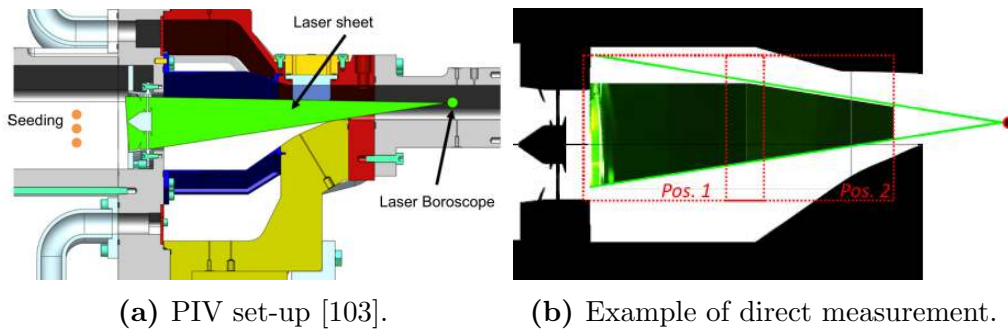 Laser sheet
Seeding
Laser Boroscope
Pos. 1
Pos. 2
(a) PIV set-up [103].
(b) Example of direct measurement.